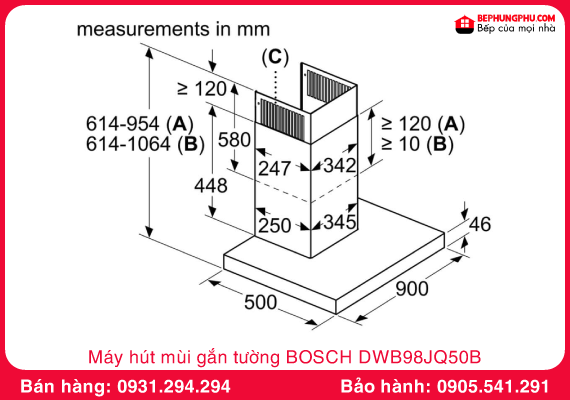 measurements in mm
BEPHUNGPHU.COM
Bếp của mọi nhà
(C)
≥ 120
614-954 (A)
614-1064 (B)
580
≥ 120 (A)
≥ 10 (B)
247
342
448
250
345
46
500
900
Máy hút mùi gắn tường BOSCH DWB98JQ50B
Bán hàng: 0931.294.294
Bảo hành: 0905.541.291